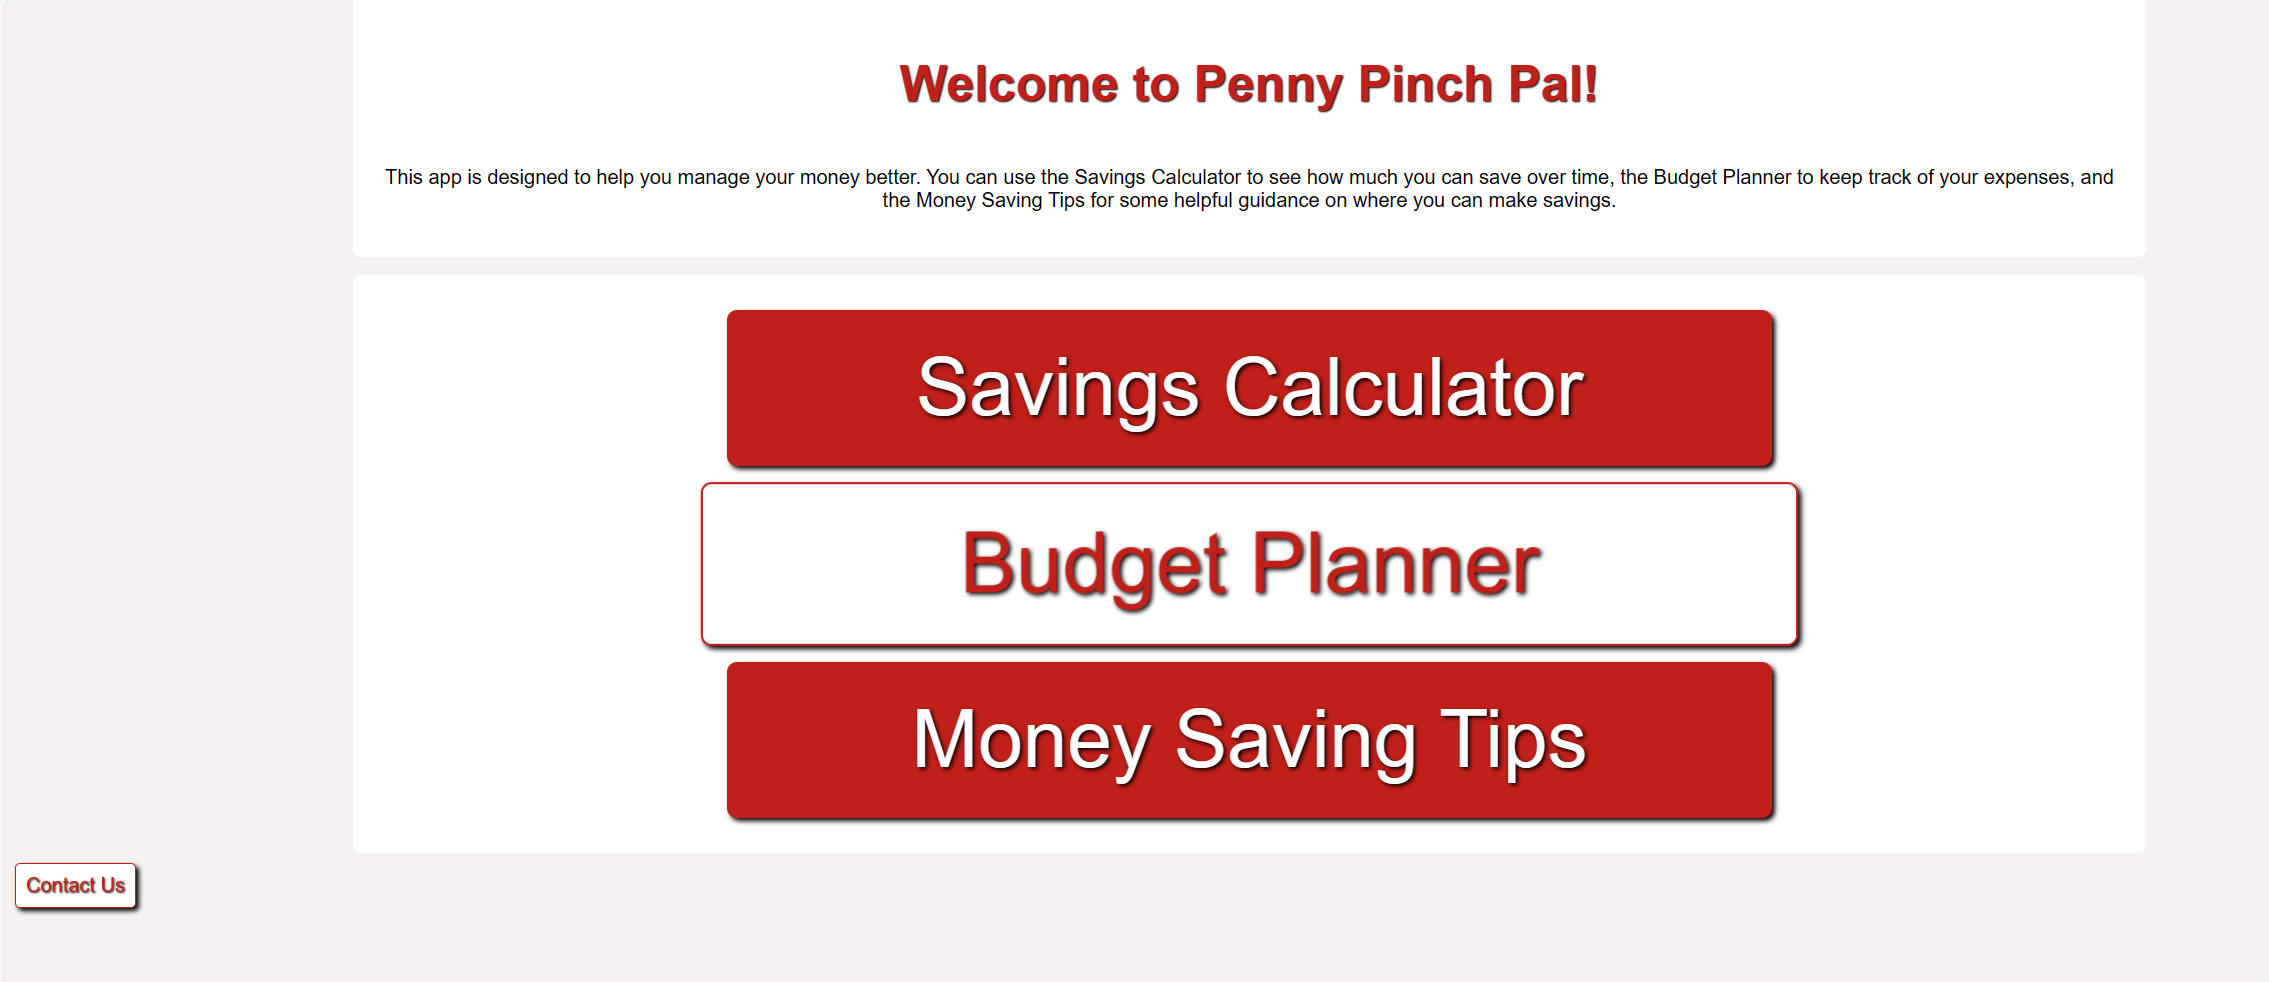 Welcome to Penny Pinch Pal!
This app is designed to help you manage your money better. You can use the Savings Calculator to see how much you can save over time, the Budget Planner to keep track of your expenses, and
the Money Saving Tips for some helpful guidance on where you can make savings.
Savings Calculator
Budget Planner
Money Saving Tips
Contact Us